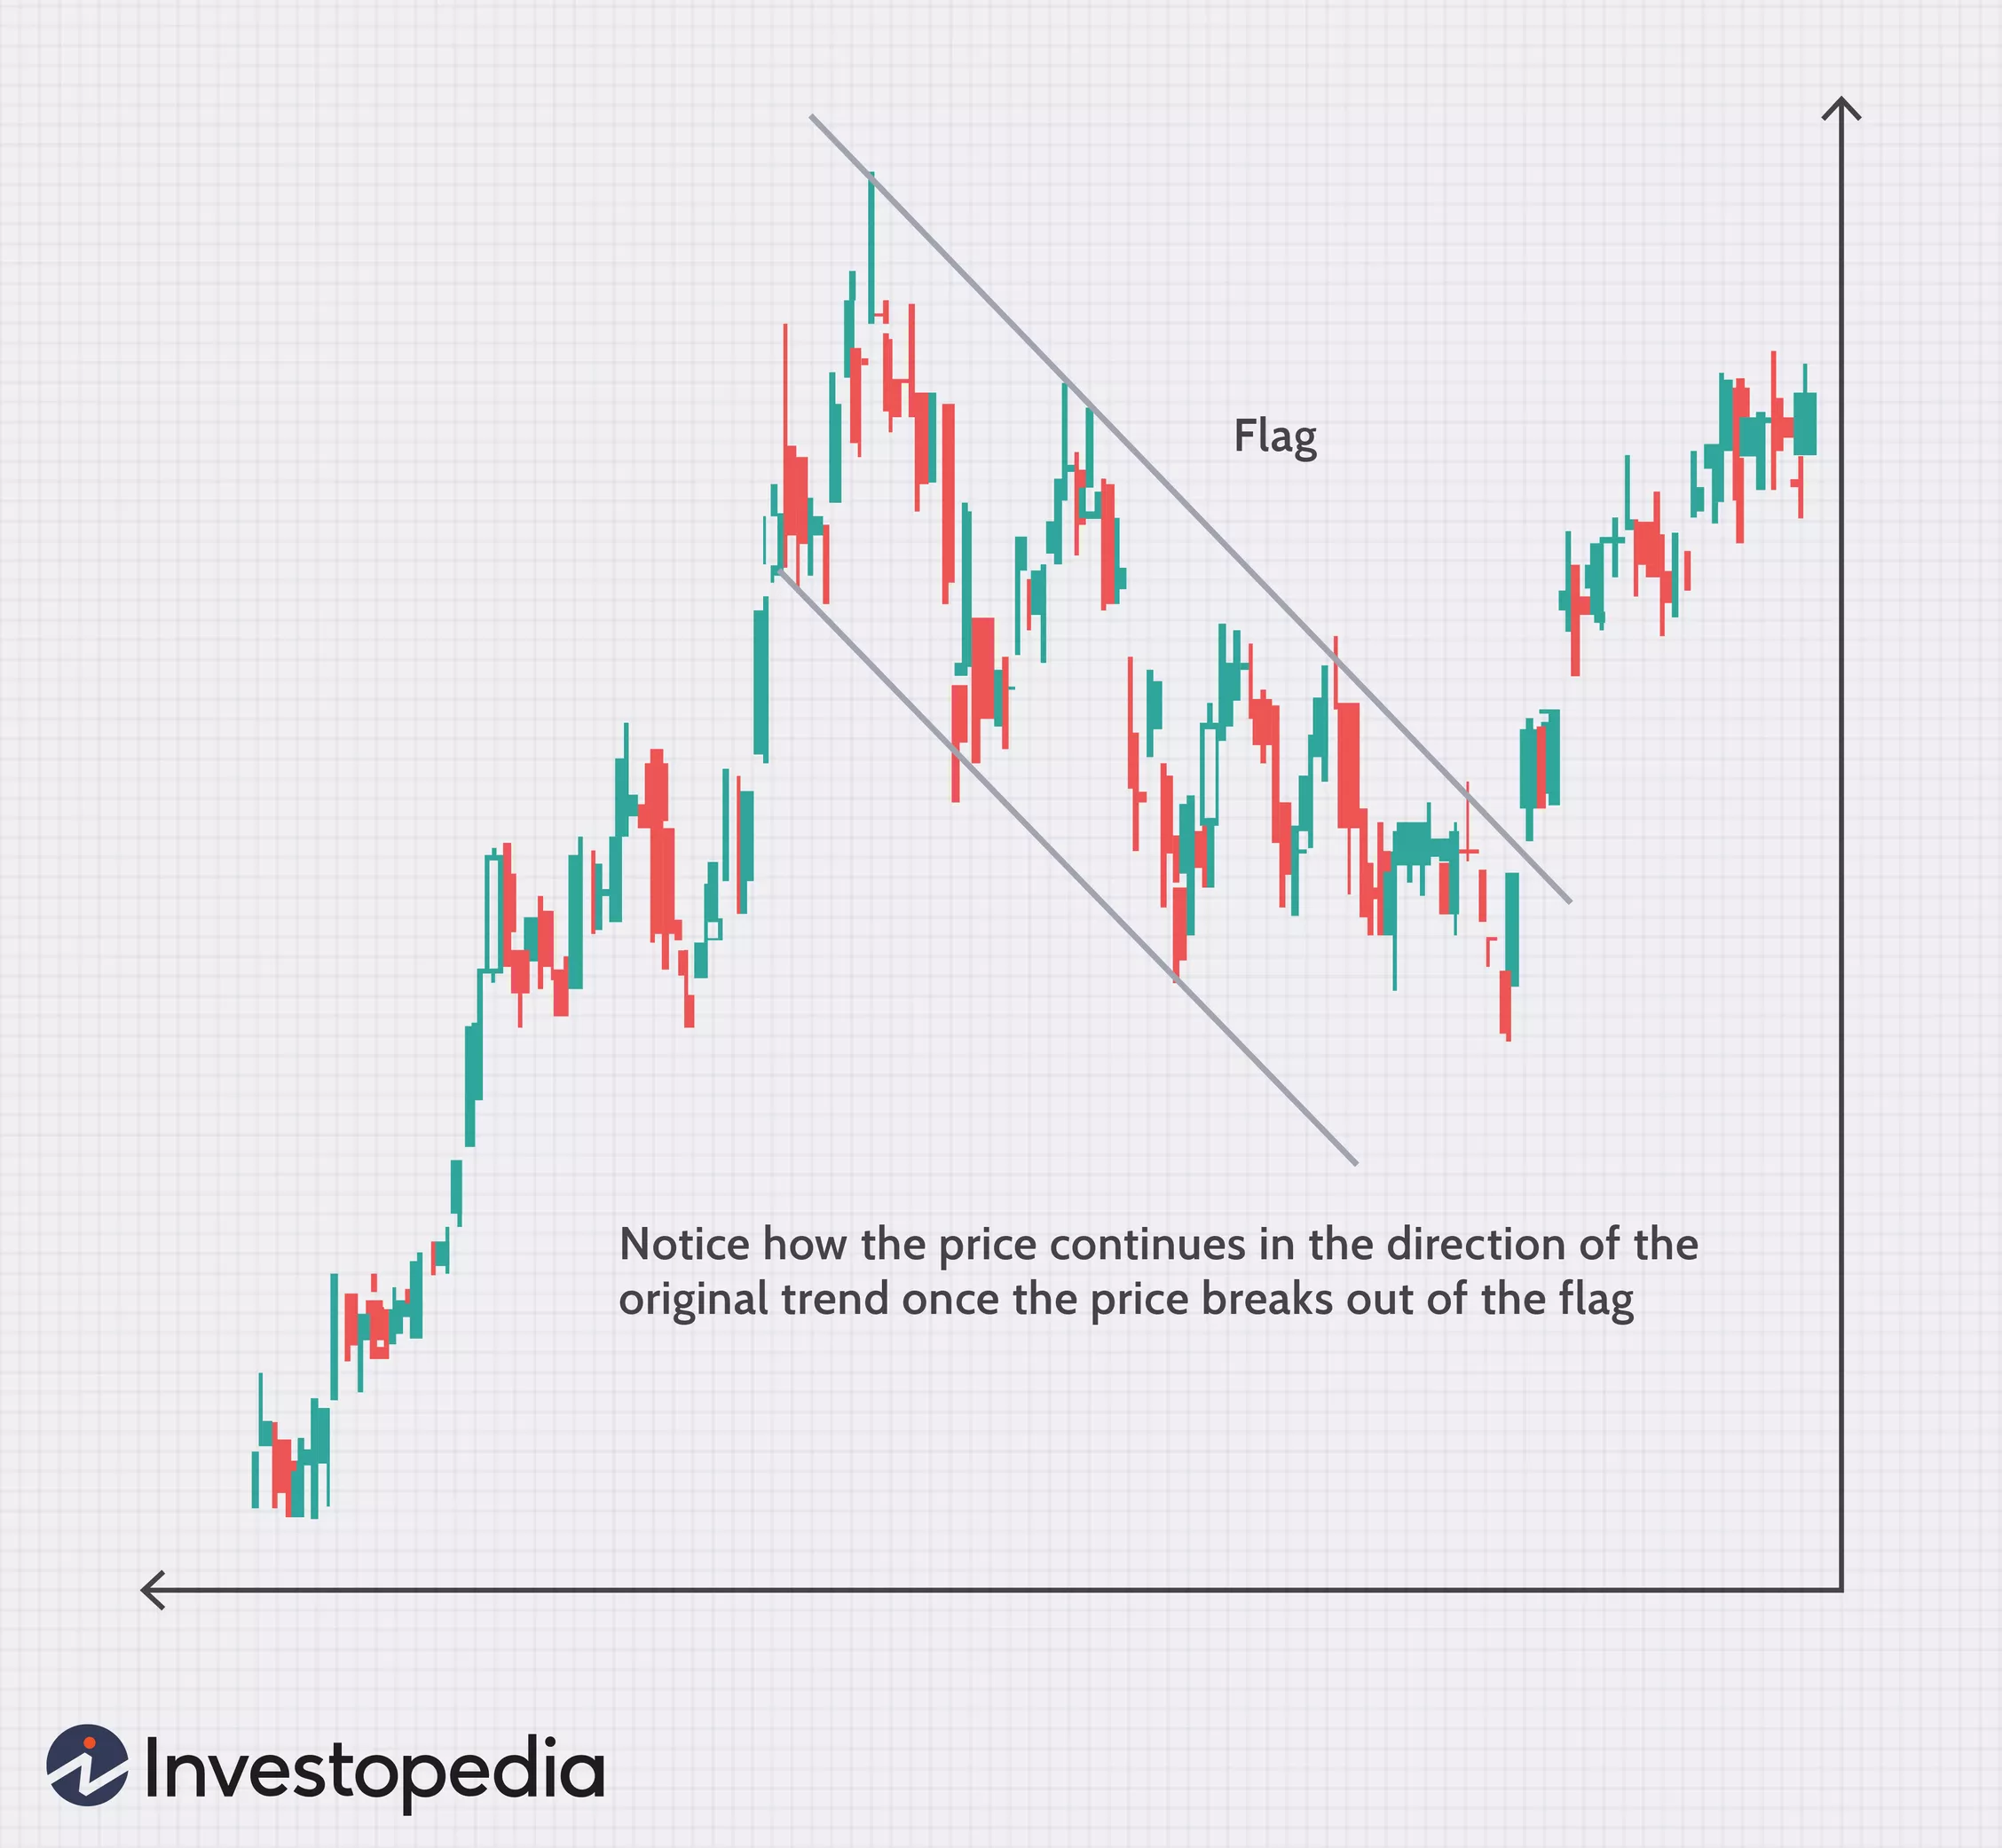 Flag
Notice how the price continues in the direction of the
original trend once the price breaks out of the flag
Investopedia